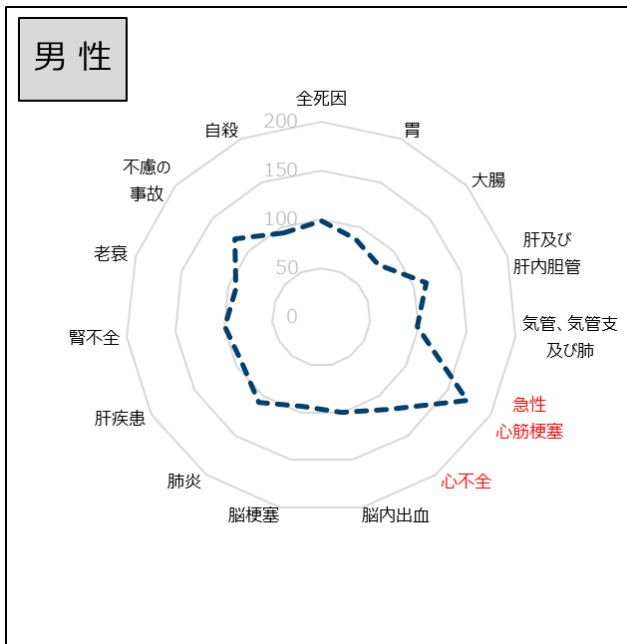 男性
全死因
胃
大腸
肝及び
肝内胆管
気管、気管支
及び肺
急性
心筋梗塞
心不全
脳内出血
脳梗塞
肺炎
肝疾患
腎不全
老衰
不慮の
事故
自殺
200
150
100
50
0